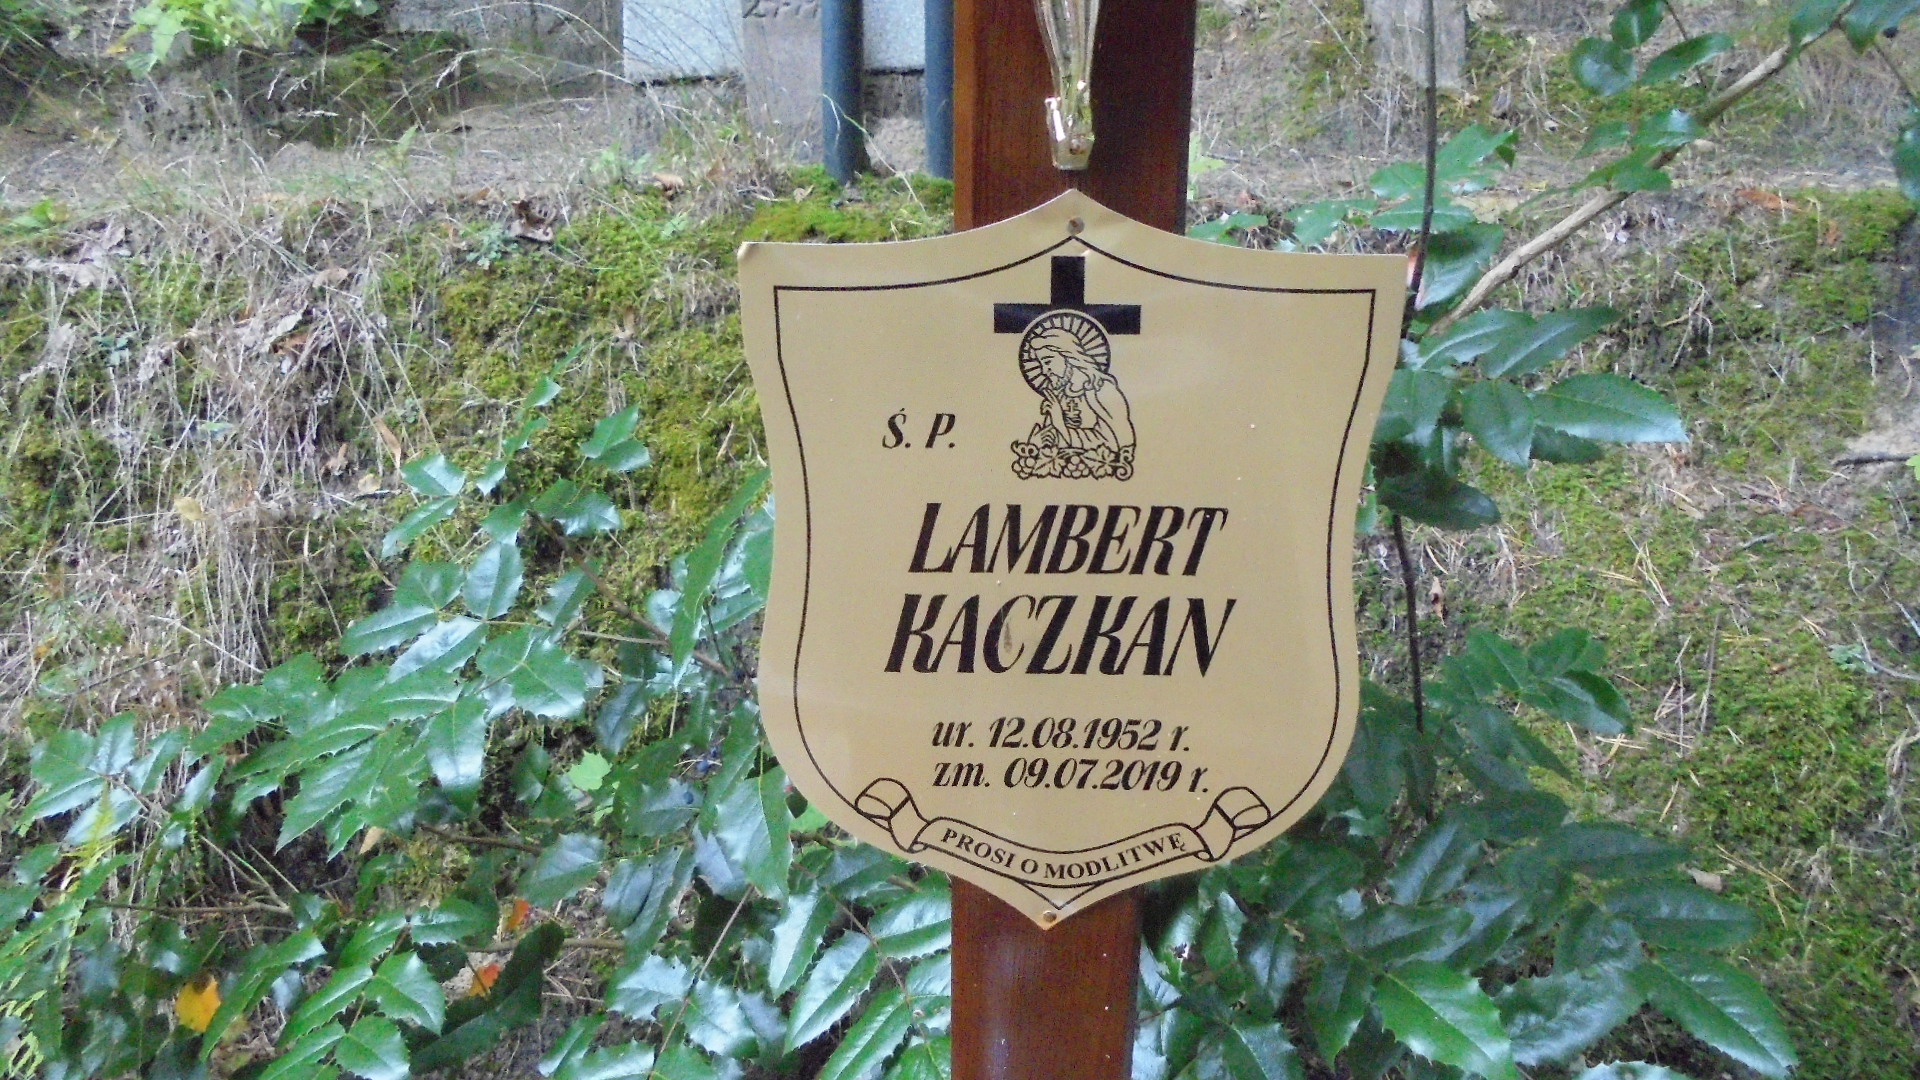 Ś. P.
LAMBERT
KACZKAN
ur. 12.08.1952 r.
zm. 09.07.2019 r.
PROSI O MODLITWĘ